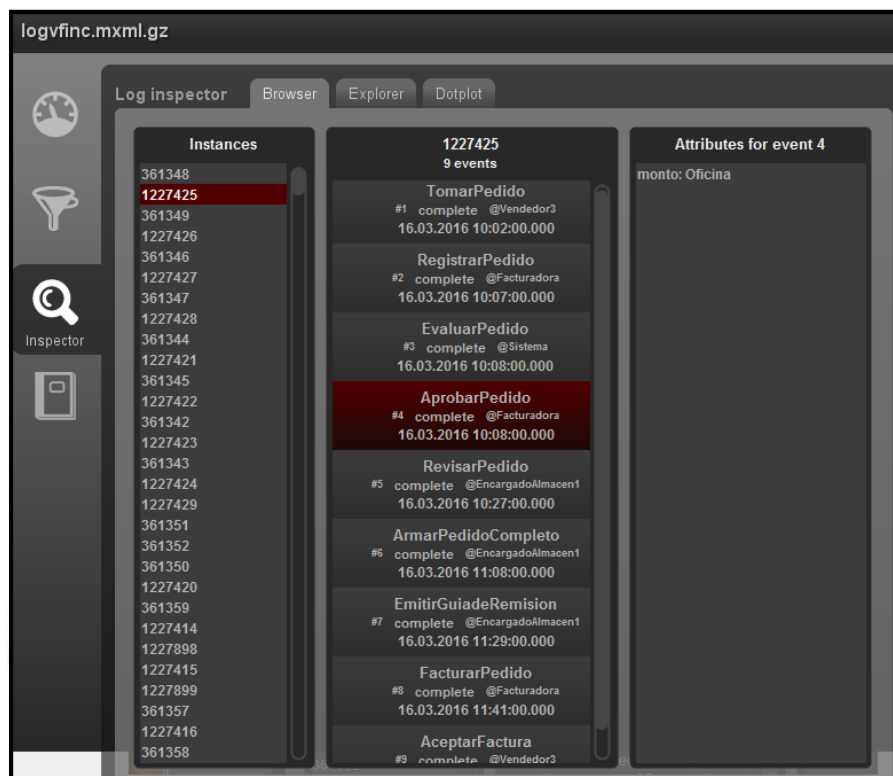 logvfinc.mxml.gz
Log inspector
Browser
Explorer
Dotplot
Inspector
Instances
361348
1227425
361349
1227426
361346
1227427
361347
1227428
361344
1227421
361345
1227422
361342
1227423
361343
1227424
1227429
361351
361352
361350
1227420
361359
1227414
1227898
1227415
1227899
361357
1227416
361358
1227425
9 events
TomarPedido
#1 complete @Vendedor3
16.03.2016 10:02:00.000
RegistrarPedido
#2 complete @Facturadora
16.03.2016 10:07:00.000
EvaluarPedido
#3 complete @Sistema
16.03.2016 10:08:00.000
AprobarPedido
#4 complete @Facturadora
16.03.2016 10:08:00.000
RevisarPedido
#5 complete @EncargadoAlmacen1
16.03.2016 10:27:00.000
ArmarPedidoCompleto
#6 complete @EncargadoAlmacen1
16.03.2016 11:08:00.000
EmitirGuiadeRemision
#7 complete @EncargadoAlmacen1
16.03.2016 11:29:00.000
FacturarPedido
#8 complete @Facturadora
16.03.2016 11:41:00.000
AceptarFactura
#9 complete @Vendedor3
Attributes for event 4
monto: Oficina